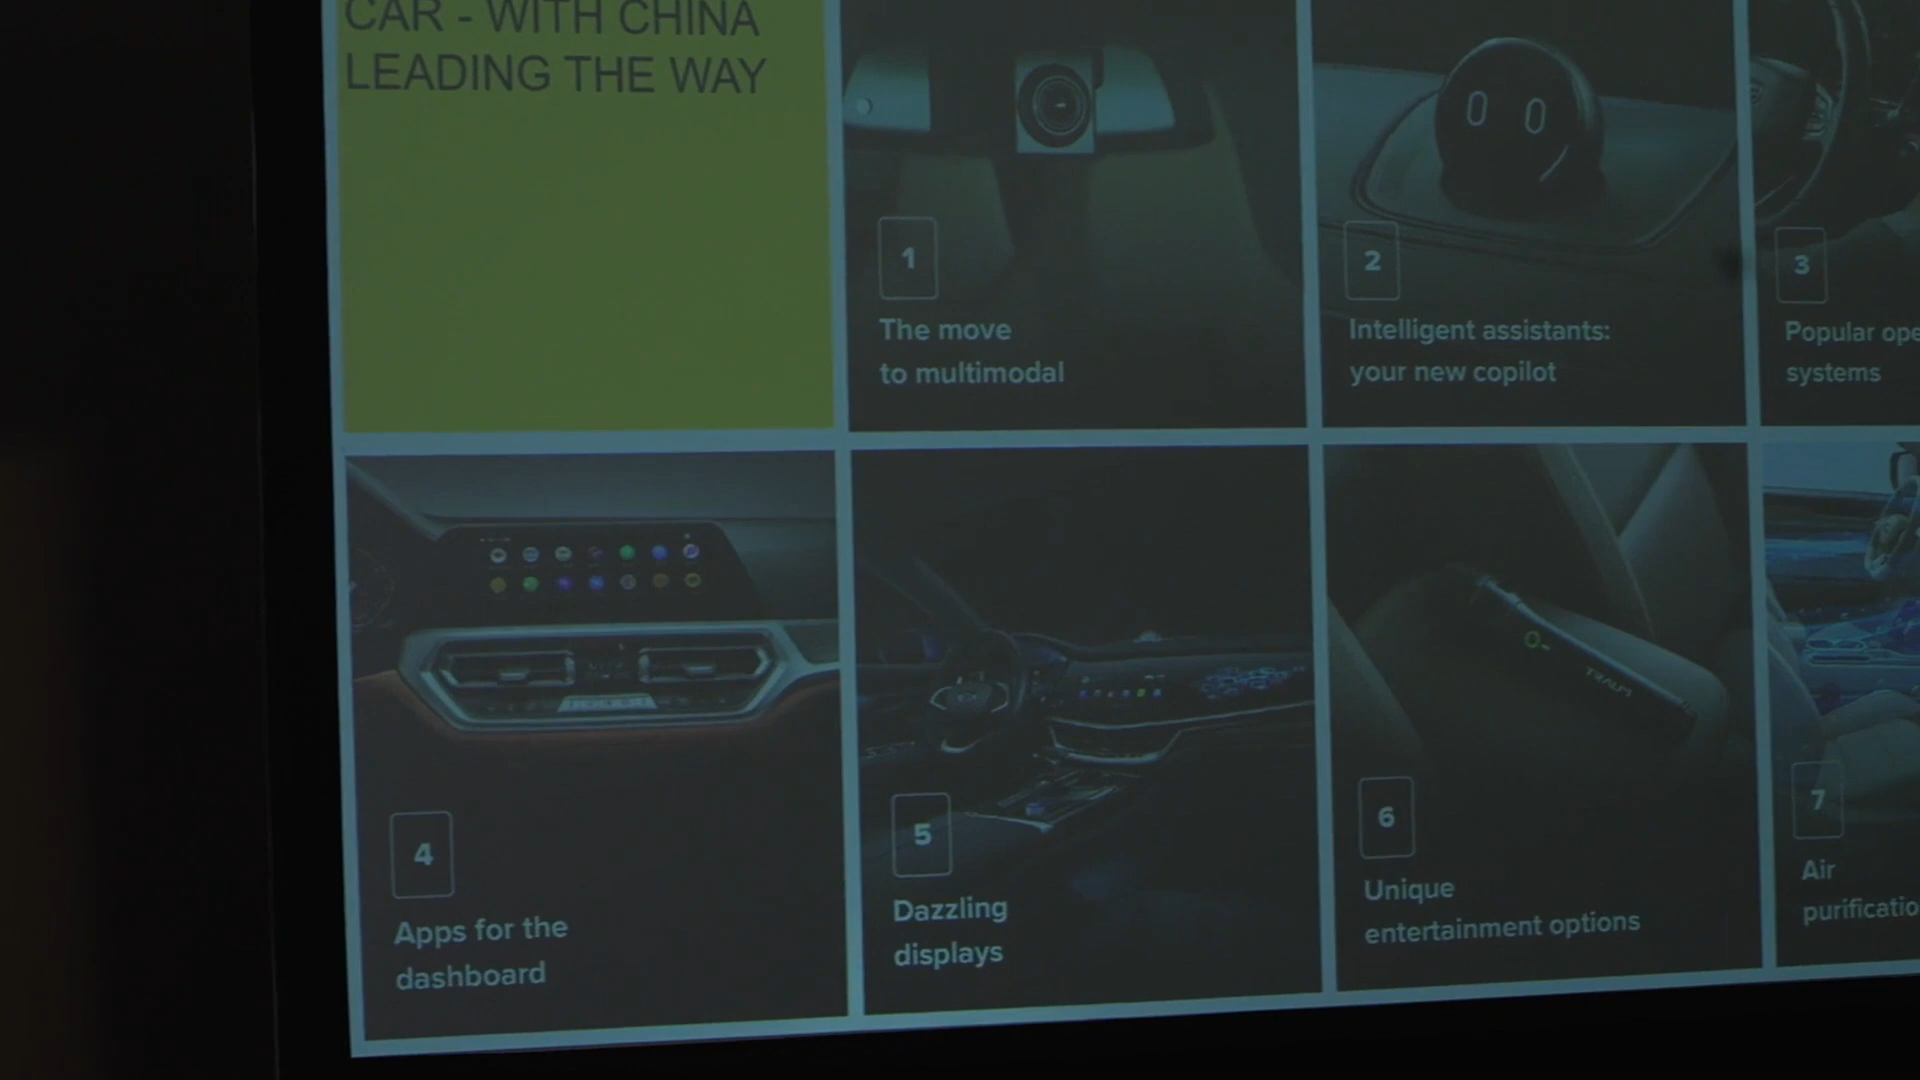 CAR - WITH CHINA
LEADING THE WAY
1
The move
to multimodal
2
Intelligent assistants:
your new copilot
3
Popular
systems
4
Apps for the
dashboard
5
Dazzling
displays
6
Unique
entertainment options
7
Air